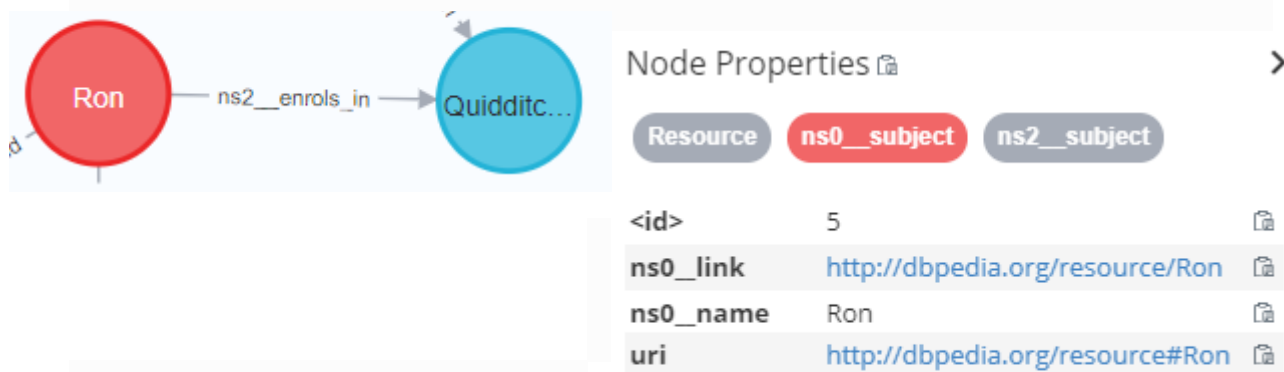 Ron
ns2__enrols_in
Quidditc...
Node Properties
Resource ns0__subject ns2__subject
<id> 5
ns0__link http://dbpedia.org/resource/Ron
ns0__name Ron
uri http://dbpedia.org/resource#Ron